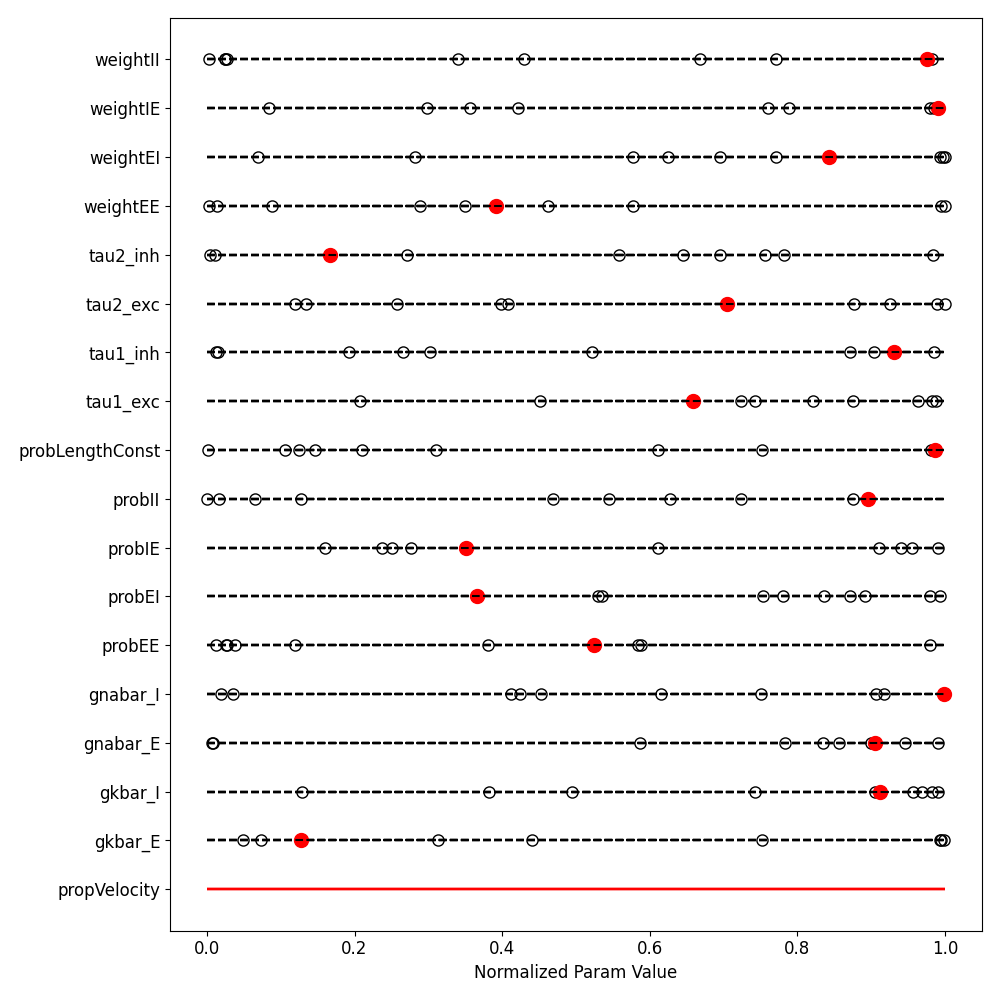 weightII
weightIE
weightEI
weightEE
tau2_inh
tau2_exc
tau1_inh
tau1_exc
probLengthConst
probII
probIE
probEI
probEE
gnabar_I
gnabar_E
gkbar_I
gkbar_E
propVelocity
0.0 0.2 0.4 0.6 0.8 1.0
Normalized Param Value